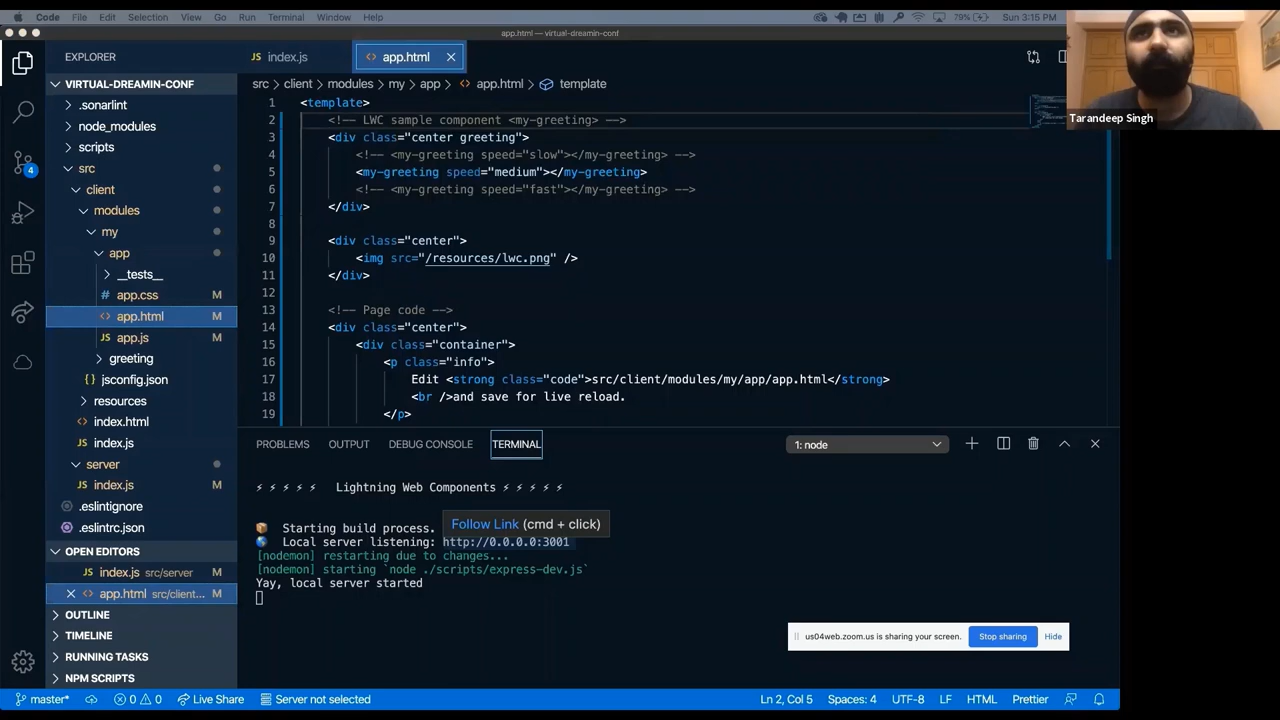 Code File Edit Selection View Go Run Terminal Window Help 79% Sun 3:15 PM
app.html — virtual-dreamin-conf
EXPLORER
JS index.js
<> app.html
VIRTUAL-DREAMIN-CONF
src > client > modules > my > app > <> app.html > template
.sonarlint
node_modules
scripts
src
client
modules
my
app
__tests__
# app.css M
<> app.html M
JS app.js M
greeting
{} jsconfig.json
resources
<> index.html
JS index.js
server
JS index.js
.eslintignore
.eslintrc.json
OPEN EDITORS
JS index.js src/server
<> app.html src/client... M
OUTLINE
TIMELINE
RUNNING TASKS
NPM SCRIPTS
4
1 <template>
2 <!-- LWC sample component <my-greeting> -->
3 <div class="center greeting">
4 <!-- <my-greeting speed="slow"></my-greeting> -->
5 <my-greeting speed="medium"></my-greeting>
6 <!-- <my-greeting speed="fast"></my-greeting> -->
7 </div>
8
9 <div class="center">
10 <img src="/resources/lwc.png" />
11 </div>
12
13 <!-- Page code -->
14 <div class="center">
15 <div class="container">
16 <p class="info">
17 Edit <strong class="code">src/client/modules/my/app/app.html</strong>
18 <br />and save for live reload.
19 </p>
PROBLEMS OUTPUT DEBUG CONSOLE TERMINAL 1: node
Lightning Web Components
Starting build process.
Follow Link (cmd + click)
Local server listening: http://0.0.0.0:3001
[nodemon] restarting due to changes...
[nodemon] starting `node ./scripts/express-dev.js`
Yay, local server started
us04web.zoom.us is sharing your screen. Stop sharing Hide
master* 0 0 Live Share Server not selected Ln 2, Col 5 Spaces: 4 UTF-8 LF HTML Prettier
Tarandeep Singh